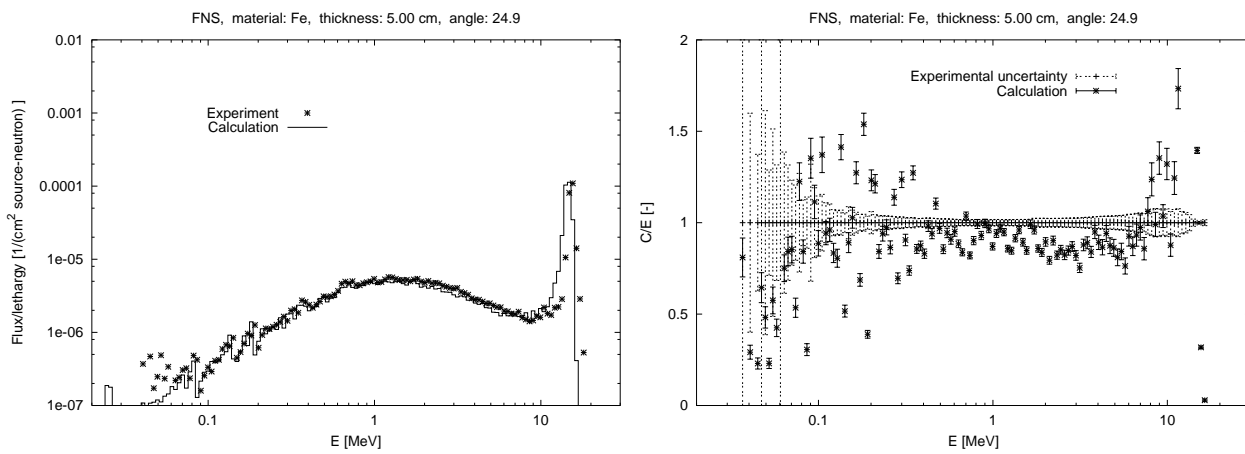 FNS, material: Fe, thickness: 5.00 cm, angle: 24.9
0.01
0.001
0.0001
1e-05
1e-06
1e-07
Flux/lethargy [1/(cm² source-neutron) ]
Experiment
Calculation
0.1
1
10
E [MeV]
FNS, material: Fe, thickness: 5.00 cm, angle: 24.9
2
1.5
1
0.5
0
C/E [-]
Experimental uncertainty
Calculation
0.1
1
10
E [MeV]